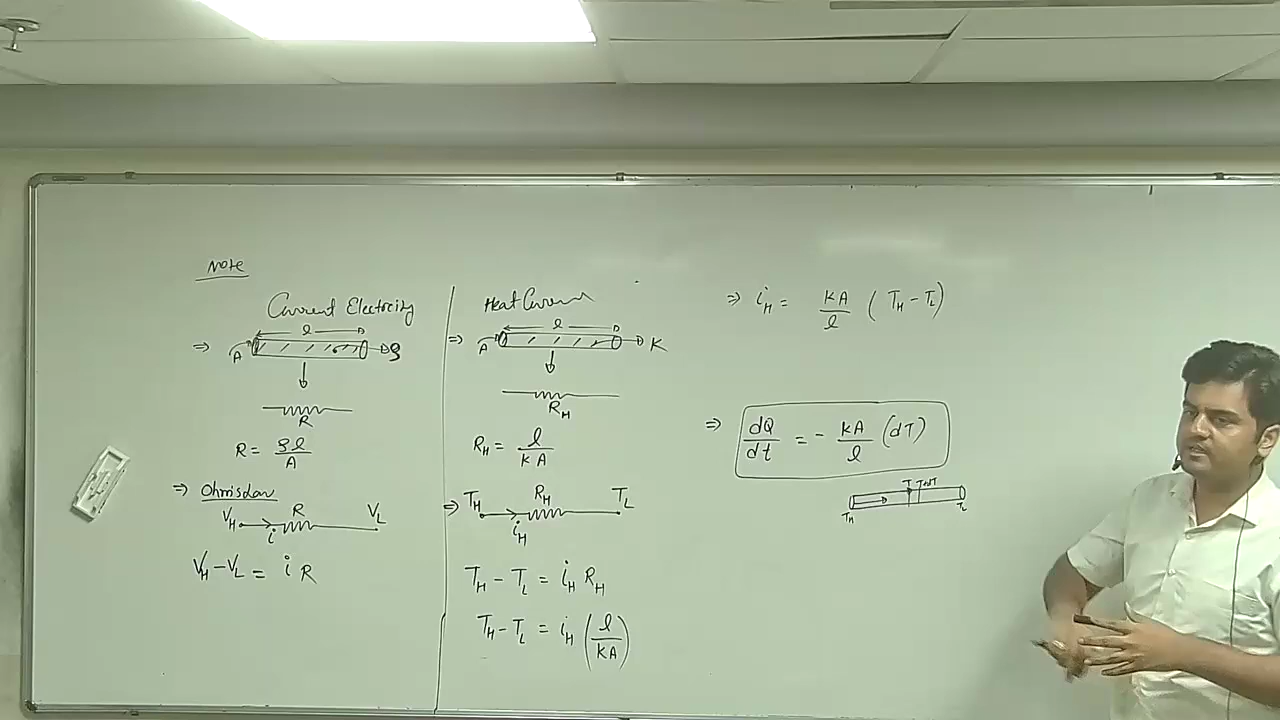 Note
Current Electricity
l
A ρ
R
R = ρl/A
⇒ Ohm's law
V_H R V_L
i
V_H - V_L = i R
Heat Current
l
⇒ A K
R_H
R_H = l/KA
⇒ T_H R_H T_L
i_H
T_H - T_L = i_H R_H
T_H - T_L = i_H (l/KA)
⇒ i_H = KA/l (T_H - T_L)
⇒ dQ/dt = - KA/l (dT)
T T+dT
T_H T_L